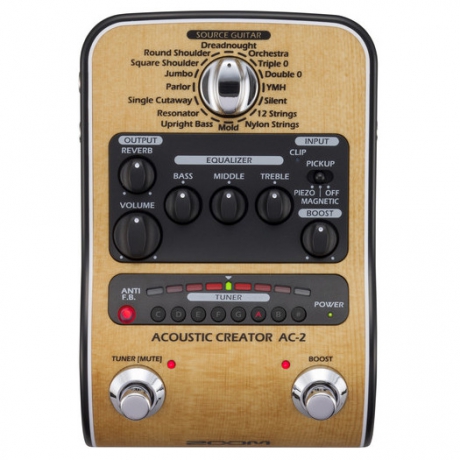 SOURCE GUITAR
Dreadnought
Round Shoulder Orchestra
Square Shoulder Triple 0
Jumbo Double 0
Parlor YMH
Single Cutaway Silent
Resonator 12 Strings
Upright Bass Nylon Strings
Mold
OUTPUT INPUT
REVERB EQUALIZER CLIP
PICKUP
BASS MIDDLE TREBLE
PIEZO OFF
MAGNETIC
VOLUME BOOST
ANTI
F.B. TUNER POWER
C D E F G A B
ACOUSTIC CREATOR AC-2
TUNER [MUTE] BOOST
ZOOM